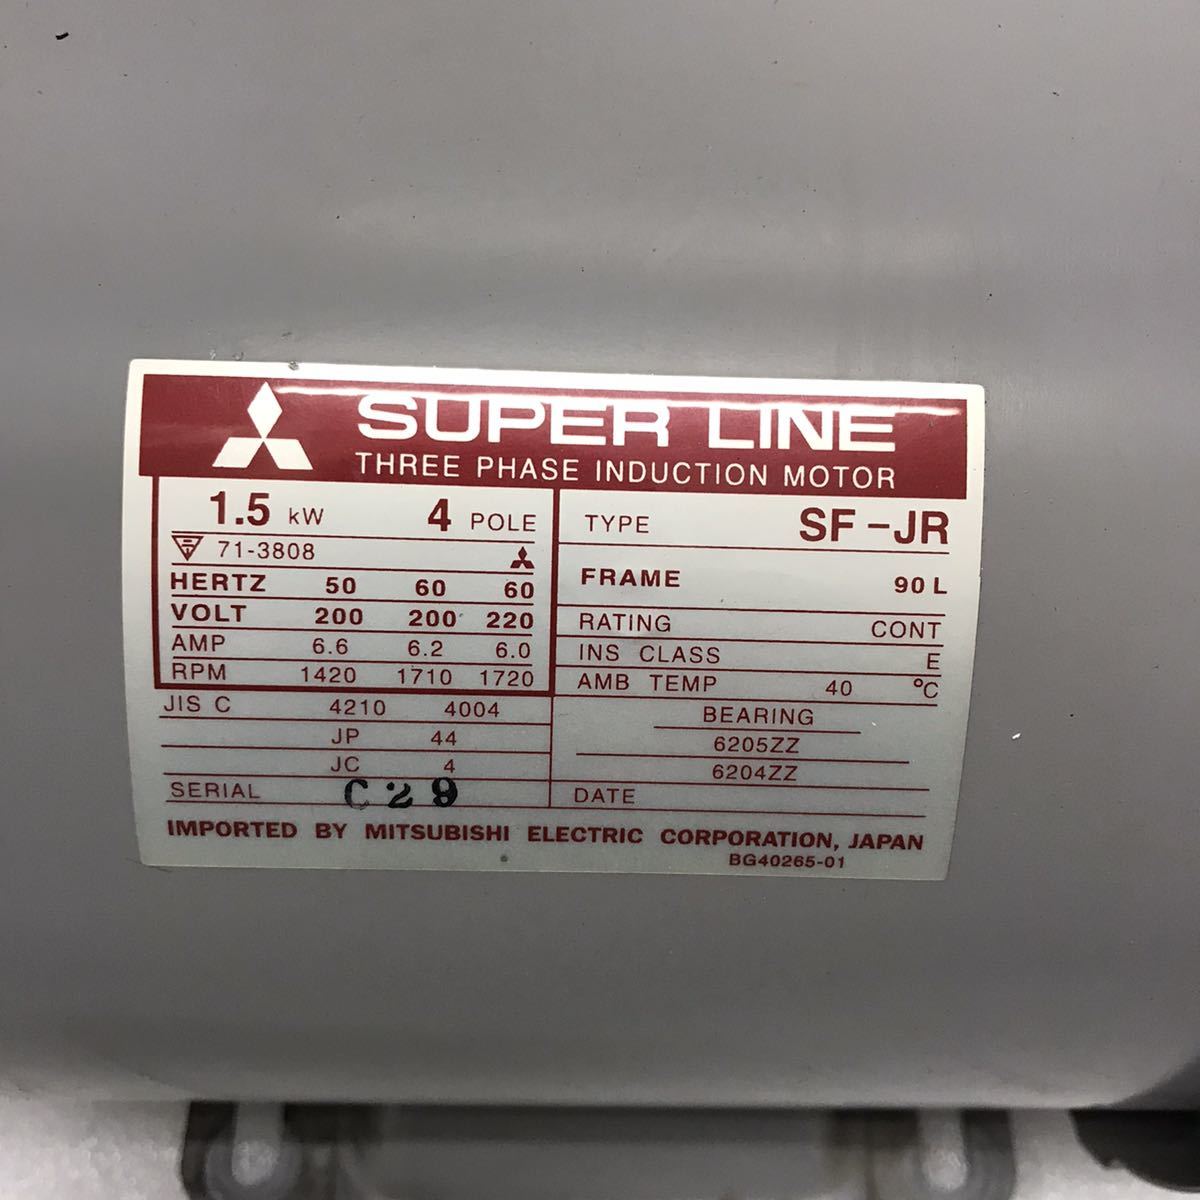 SUPER LINE
THREE PHASE INDUCTION MOTOR
1.5 kW 4 POLE
71-3808
HERTZ 50 60 60
VOLT 200 200 220
AMP 6.6 6.2 6.0
RPM 1420 1710 1720
JIS C 4210 4004
JP 44
JC 4
SERIAL C29
TYPE SF-JR
FRAME 90 L
RATING CONT
INS CLASS E
AMB TEMP 40 °C
BEARING
6205ZZ
6204ZZ
DATE
IMPORTED BY MITSUBISHI ELECTRIC CORPORATION, JAPAN
BG40265-01